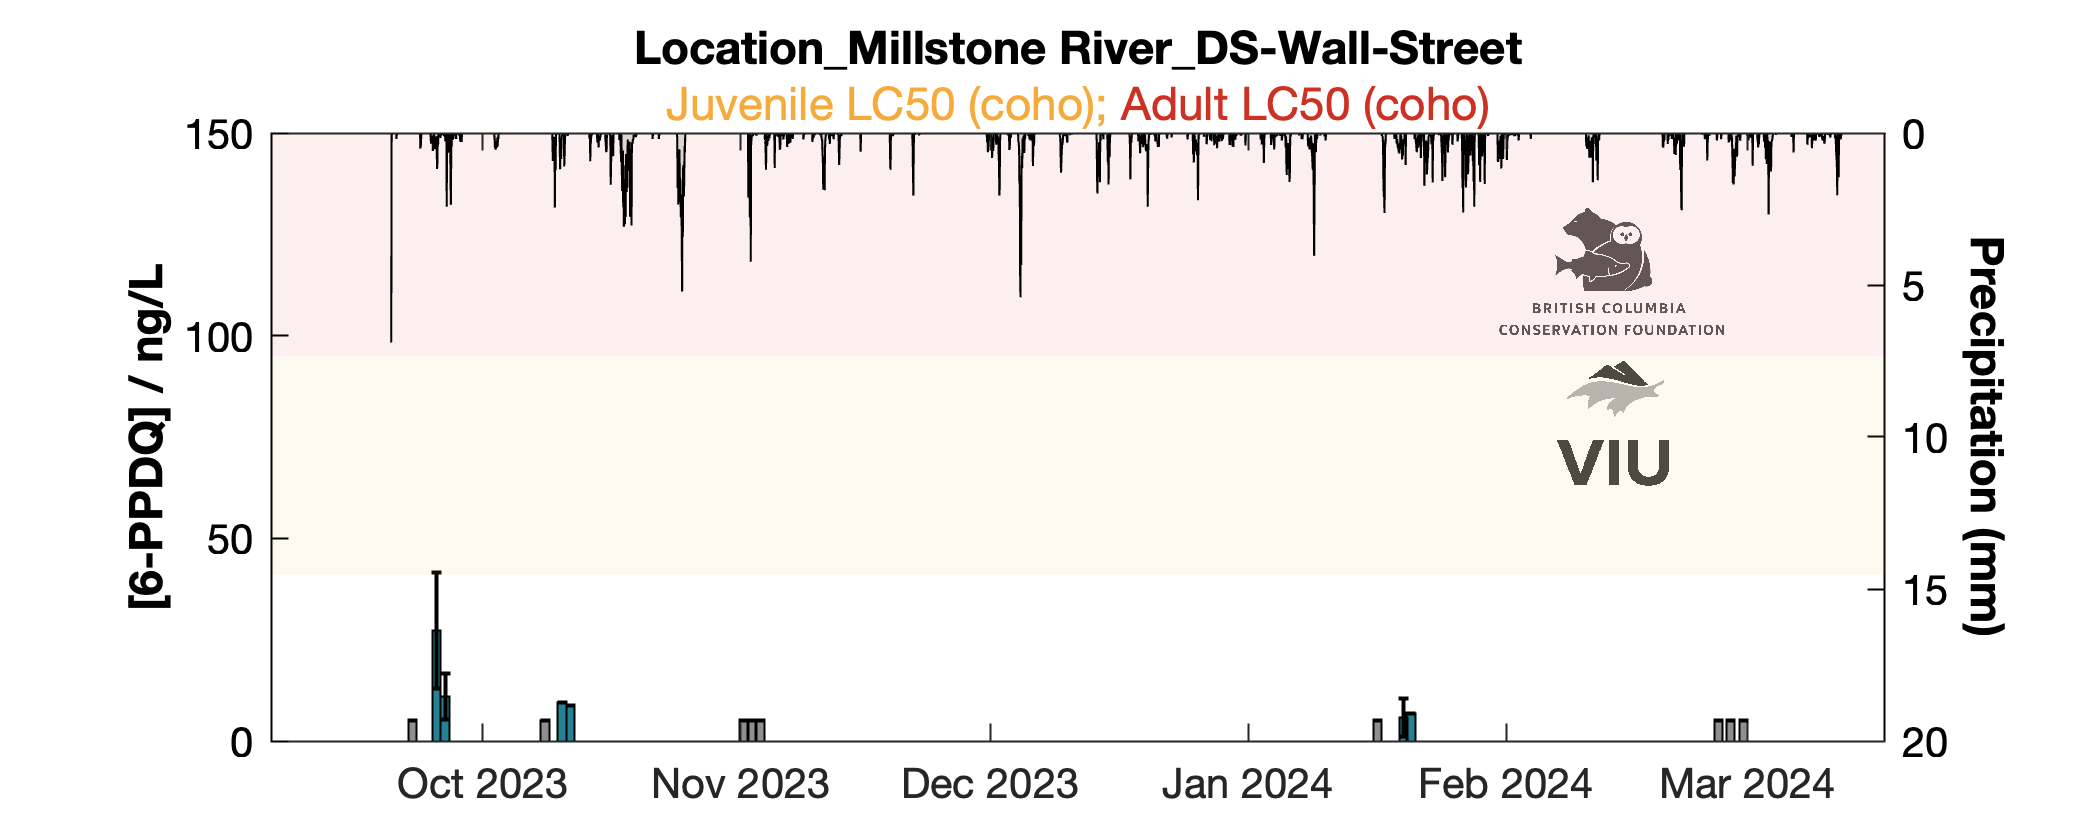 Location_Millstone River_DS-Wall-Street
Juvenile LC50 (coho); Adult LC50 (coho)
[6-PPDQ] / ng/L
150
100
50
0
0
5
10
15
20
Precipitation (mm)
BRITISH COLUMBIA
CONSERVATION FOUNDATION
VIU
Oct 2023
Nov 2023
Dec 2023
Jan 2024
Feb 2024
Mar 2024